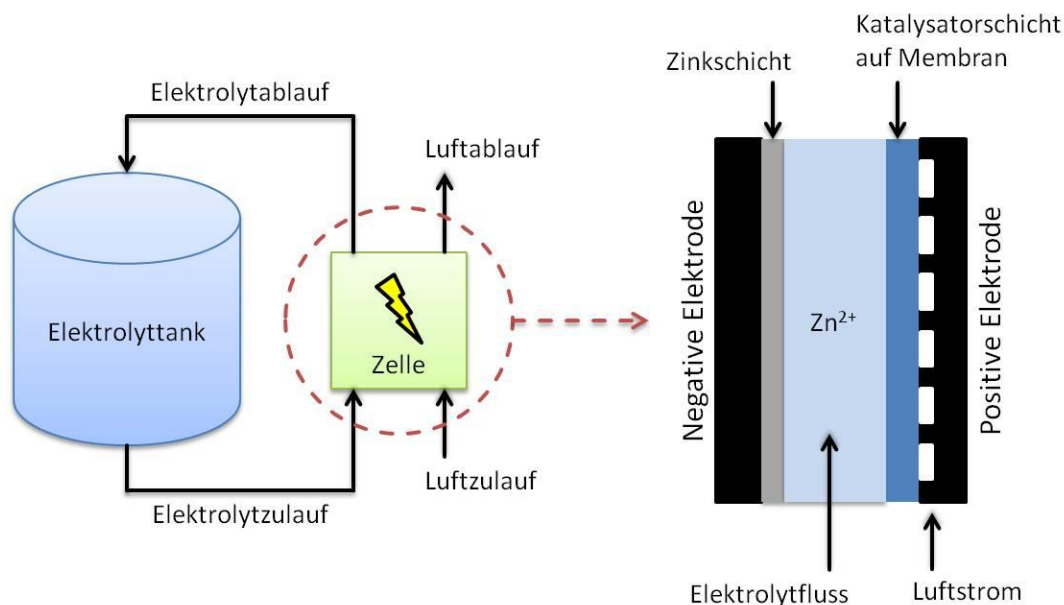 Elektrolytablauf
Luftablauf
Elektrolyttank
Zelle
Luftzulauf
Elektrolytzulauf
Zinkschicht
Katalysatorschicht
auf Membran
Negative Elektrode
Zn²⁺
Positive Elektrode
Elektrolytfluss
Luftstrom